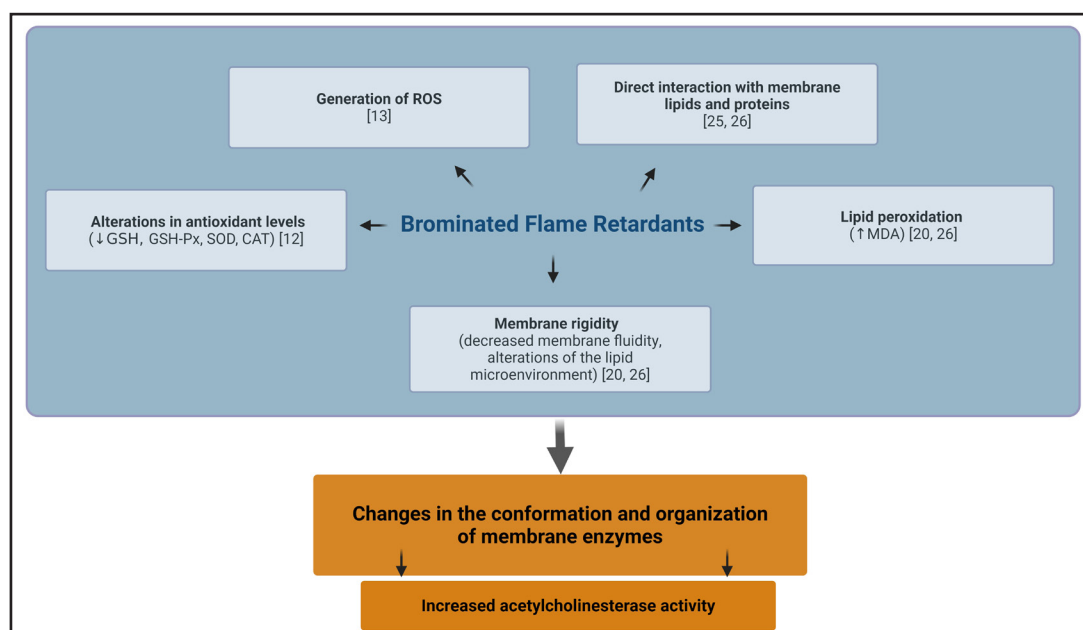 Generation of ROS
[13]
Direct interaction with membrane
lipids and proteins
[25, 26]
Alterations in antioxidant levels
(↓GSH, GSH-Px, SOD, CAT) [12]
Brominated Flame Retardants
Lipid peroxidation
(↑MDA) [20, 26]
Membrane rigidity
(decreased membrane fluidity,
alterations of the lipid
microenvironment) [20, 26]
Changes in the conformation and organization
of membrane enzymes
Increased acetylcholinesterase activity